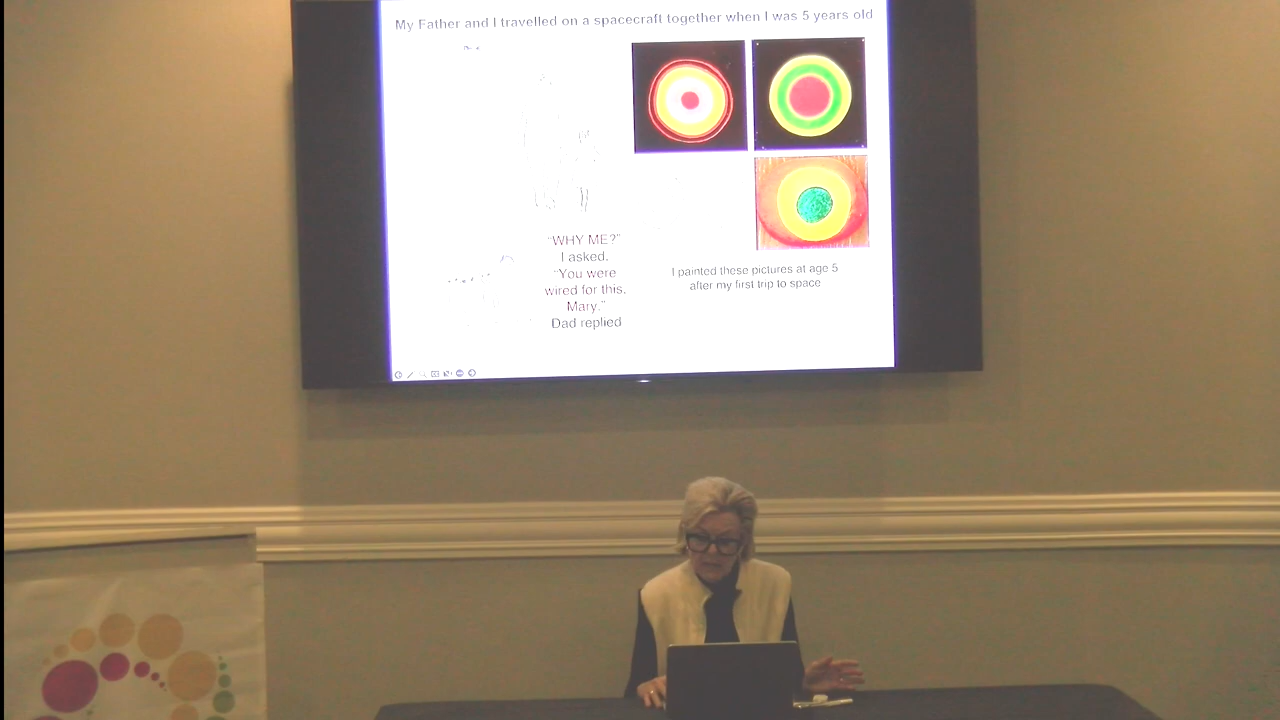 My Father and I travelled on a spacecraft together when I was 5 years old
"WHY ME?"
I asked.
"You were
wired for this,
Mary."
Dad replied
I painted these pictures at age 5
after my first trip to space